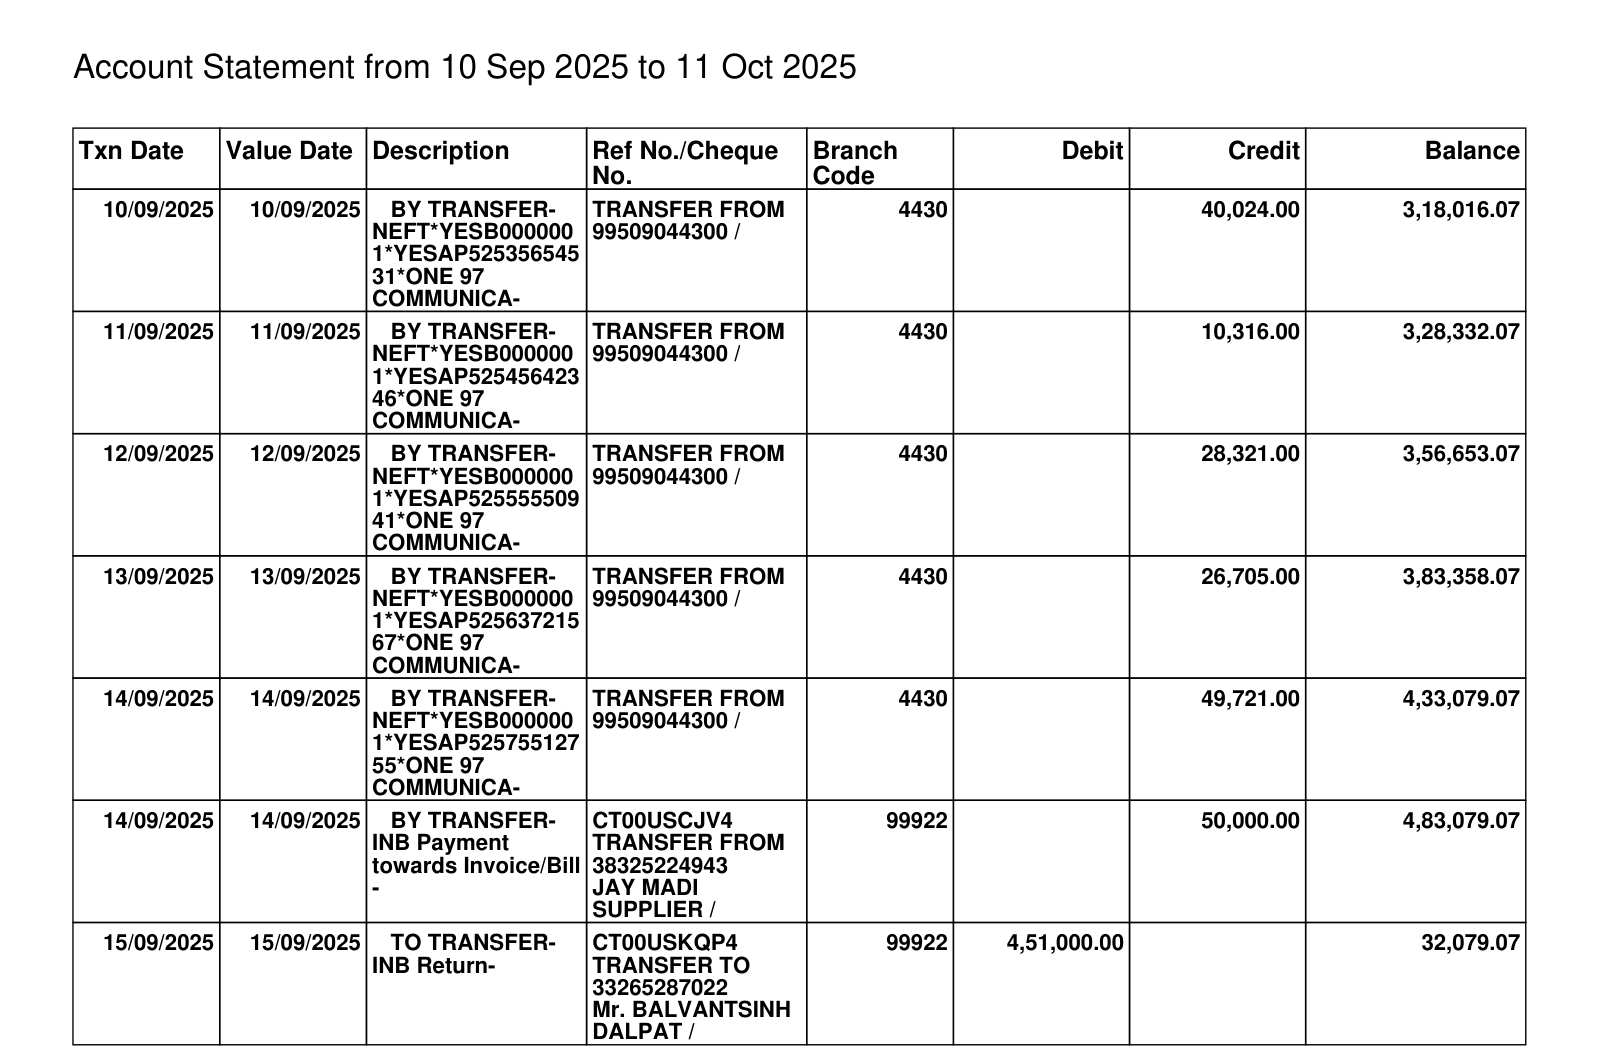 Account Statement from 10 Sep 2025 to 11 Oct 2025
Txn Date Value Date Description Ref No./Cheque Branch Debit Credit Balance
No. Code
10/09/2025 10/09/2025 BY TRANSFER- TRANSFER FROM 4430 40,024.00 3,18,016.07
NEFT*YESB000000 99509044300 /
1*YESAP525356545
31*ONE 97
COMMUNICA-
11/09/2025 11/09/2025 BY TRANSFER- TRANSFER FROM 4430 10,316.00 3,28,332.07
NEFT*YESB000000 99509044300 /
1*YESAP525456423
46*ONE 97
COMMUNICA-
12/09/2025 12/09/2025 BY TRANSFER- TRANSFER FROM 4430 28,321.00 3,56,653.07
NEFT*YESB000000 99509044300 /
1*YESAP525555509
41*ONE 97
COMMUNICA-
13/09/2025 13/09/2025 BY TRANSFER- TRANSFER FROM 4430 26,705.00 3,83,358.07
NEFT*YESB000000 99509044300 /
1*YESAP525637215
67*ONE 97
COMMUNICA-
14/09/2025 14/09/2025 BY TRANSFER- TRANSFER FROM 4430 49,721.00 4,33,079.07
NEFT*YESB000000 99509044300 /
1*YESAP525755127
55*ONE 97
COMMUNICA-
14/09/2025 14/09/2025 BY TRANSFER- CT00USCJV4 99922 50,000.00 4,83,079.07
INB Payment TRANSFER FROM
towards Invoice/Bill 38325224943
- JAY MADI
SUPPLIER /
15/09/2025 15/09/2025 TO TRANSFER- CT00USKQP4 99922 4,51,000.00 32,079.07
INB Return- TRANSFER TO
33265287022
Mr. BALVANTSINH
DALPAT /